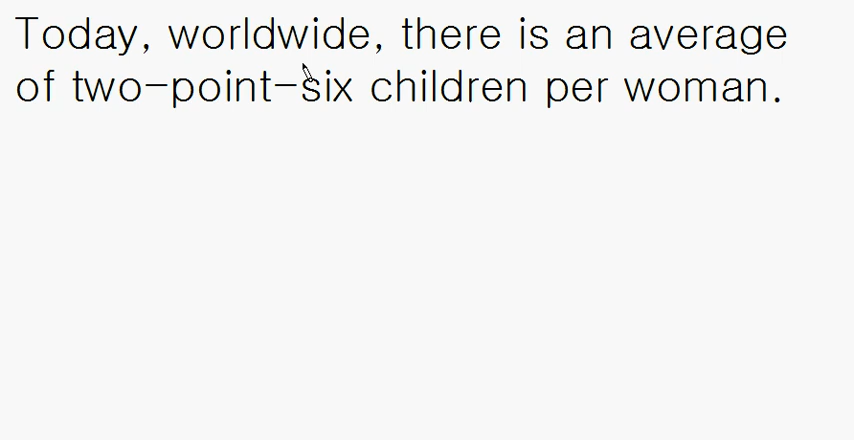 Today, worldwide, there is an average
of two-point-six children per woman.